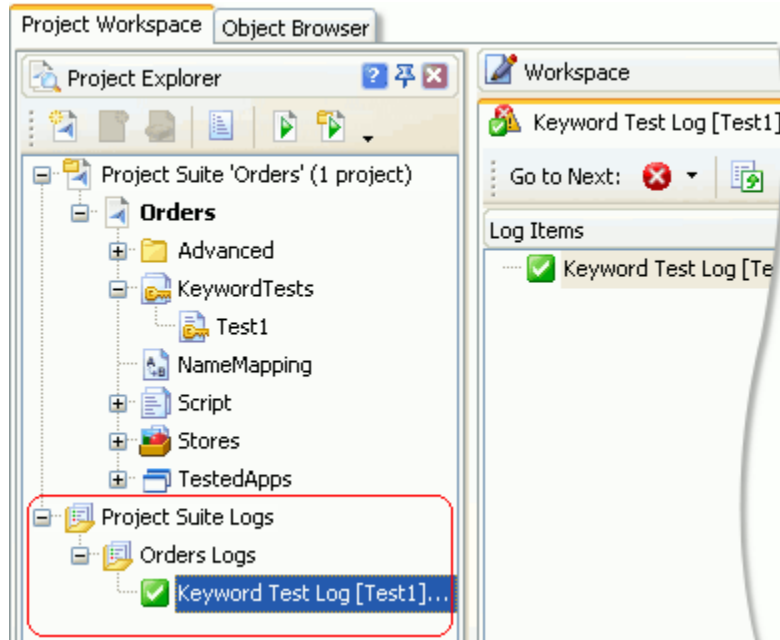 Project Workspace
Object Browser
Project Explorer
Project Suite 'Orders' (1 project)
Orders
Advanced
KeywordTests
Test1
NameMapping
Script
Stores
TestedApps
Project Suite Logs
Orders Logs
Keyword Test Log [Test1]...
Workspace
Keyword Test Log [Test1]
Go to Next:
Log Items
Keyword Test Log [Te